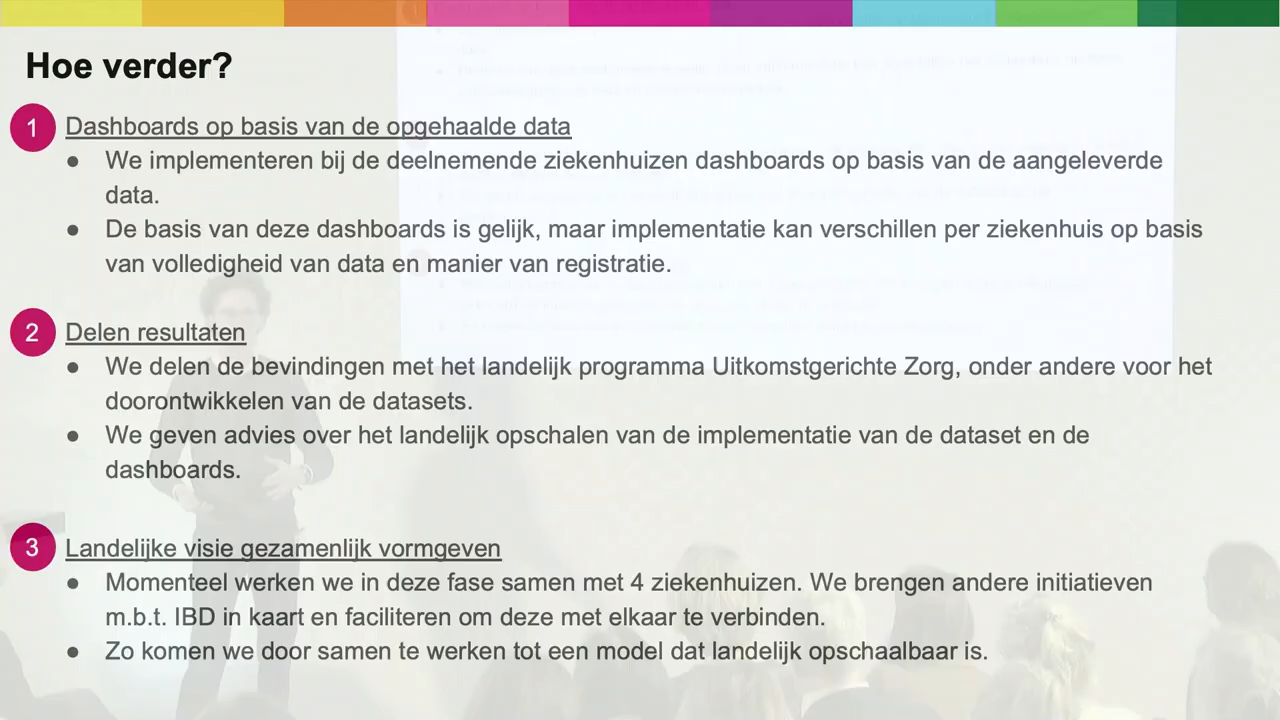 Hoe verder?
1 Dashboards op basis van de opgehaalde data
● We implementeren bij de deelnemende ziekenhuizen dashboards op basis van de aangeleverde
data.
● De basis van deze dashboards is gelijk, maar implementatie kan verschillen per ziekenhuis op basis
van volledigheid van data en manier van registratie.
2 Delen resultaten
● We delen de bevindingen met het landelijk programma Uitkomstgerichte Zorg, onder andere voor het
doorontwikkelen van de datasets.
● We geven advies over het landelijk opschalen van de implementatie van de dataset en de
dashboards.
3 Landelijke visie gezamenlijk vormgeven
● Momenteel werken we in deze fase samen met 4 ziekenhuizen. We brengen andere initiatieven
m.b.t. IBD in kaart en faciliteren om deze met elkaar te verbinden.
● Zo komen we door samen te werken tot een model dat landelijk opschaalbaar is.